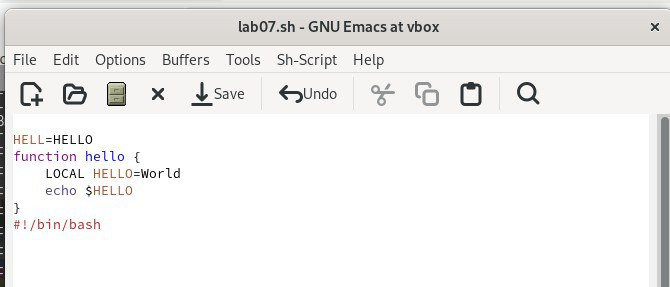 lab07.sh - GNU Emacs at vbox
File Edit Options Buffers Tools Sh-Script Help
Save Undo
HELL=HELLO
function hello {
LOCAL HELLO=World
echo $HELLO
}
#!/bin/bash